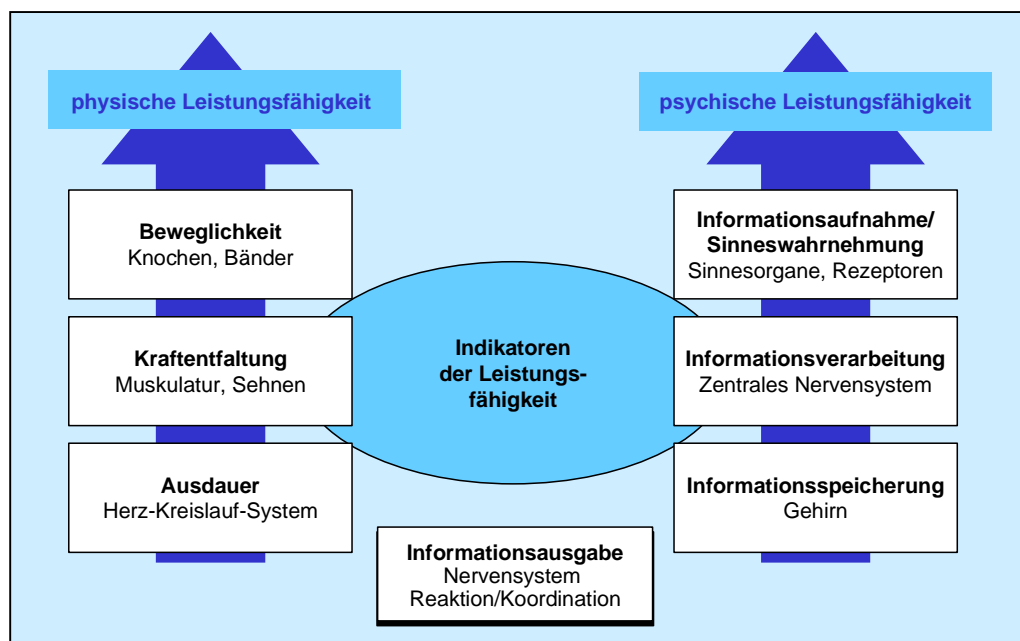 physische Leistungsfähigkeit
psychische Leistungsfähigkeit
Beweglichkeit
Knochen, Bänder
Kraftentfaltung
Muskulatur, Sehnen
Ausdauer
Herz-Kreislauf-System
Indikatoren
der Leistungs-
fähigkeit
Informationsausgabe
Nervensystem
Reaktion/Koordination
Informationsaufnahme/
Sinneswahrnehmung
Sinnesorgane, Rezeptoren
Informationsverarbeitung
Zentrales Nervensystem
Informationsspeicherung
Gehirn